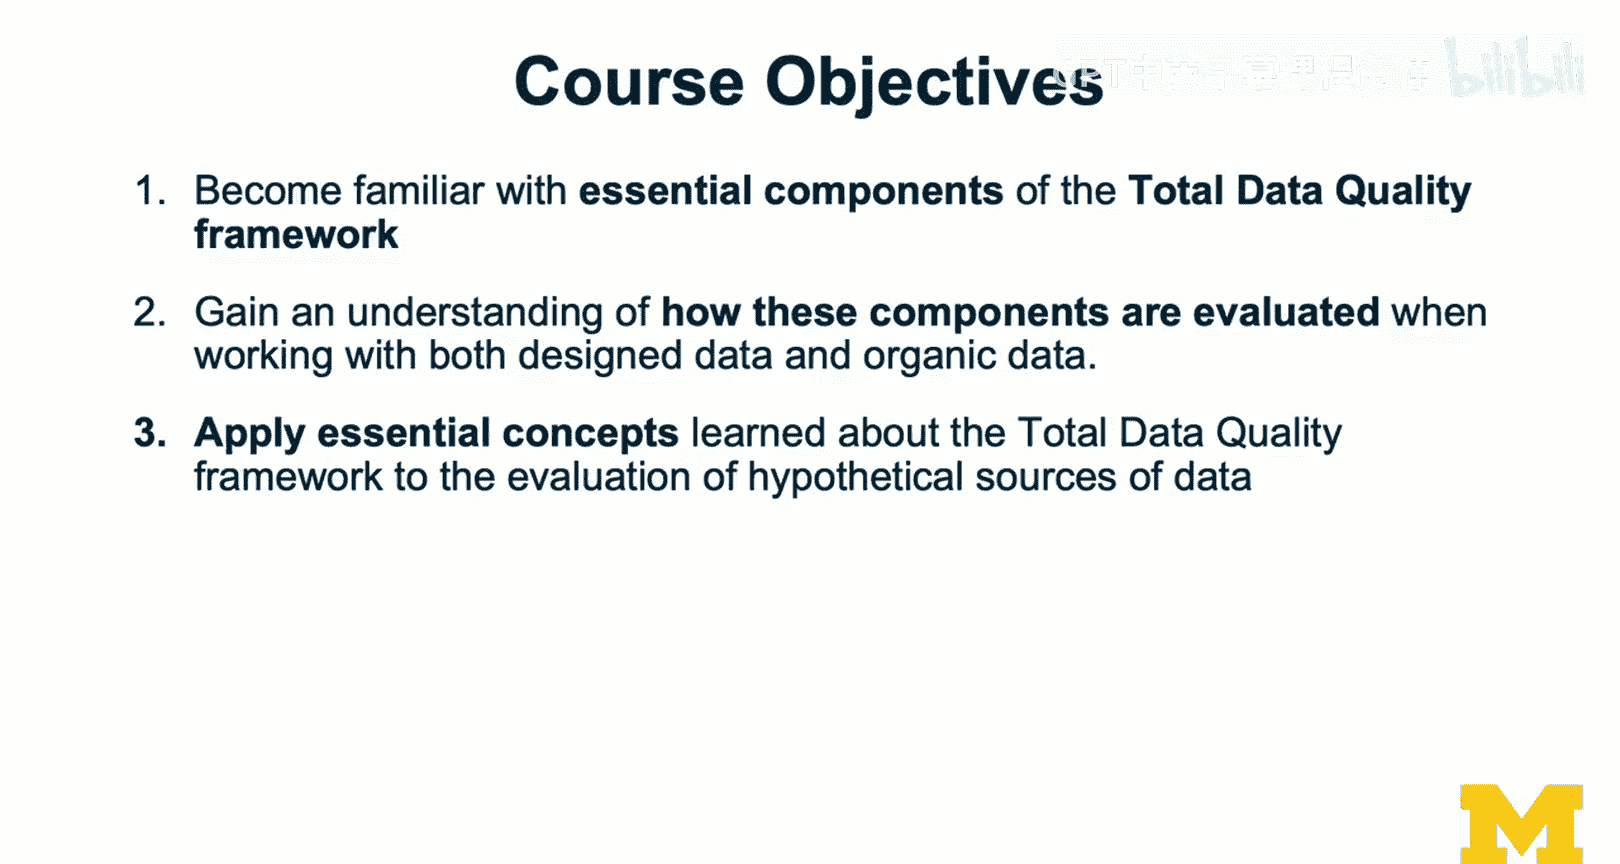 Course Objectives
bilibili
1. Become familiar with essential components of the Total Data Quality
framework
2. Gain an understanding of how these components are evaluated when
working with both designed data and organic data.
3. Apply essential concepts learned about the Total Data Quality
framework to the evaluation of hypothetical sources of data
M